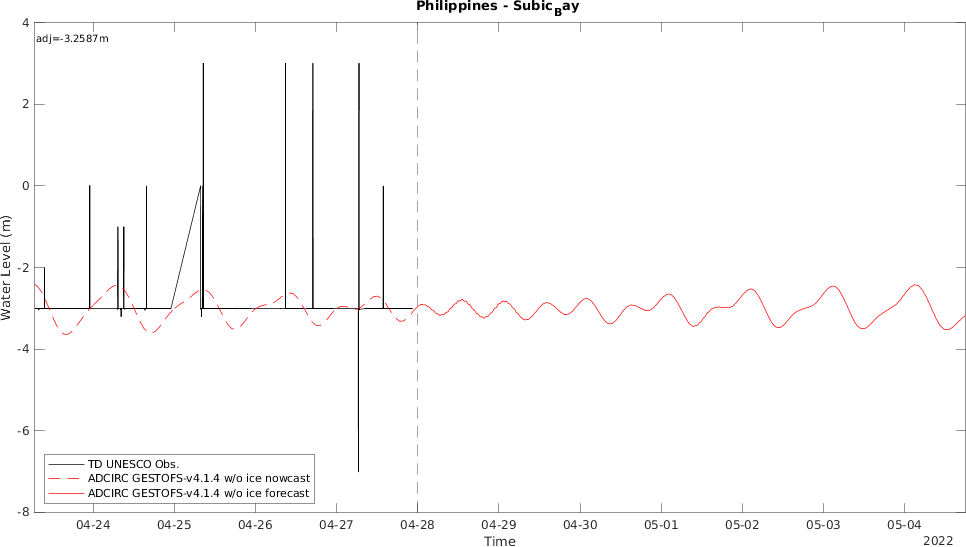 Philippines - Subic_Bay
adj=-3.2587m
4
2
0
-2
-4
-6
-8
Water Level (m)
TD UNESCO Obs.
ADCIRC GESTOFS-v4.1.4 w/o ice nowcast
ADCIRC GESTOFS-v4.1.4 w/o ice forecast
04-24 04-25 04-26 04-27 04-28 04-29 04-30 05-01 05-02 05-03 05-04
Time
2022